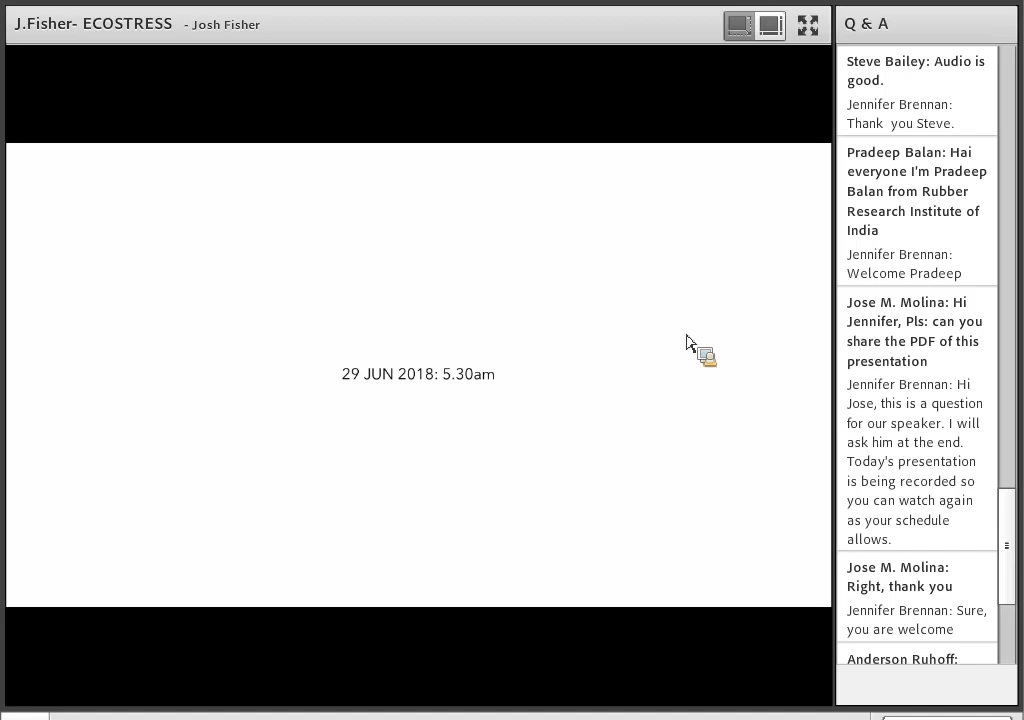 J.Fisher- ECOSTRESS - Josh Fisher
29 JUN 2018: 5.30am
Q & A
Steve Bailey: Audio is
good.
Jennifer Brennan:
Thank you Steve.
Pradeep Balan: Hai
everyone I'm Pradeep
Balan from Rubber
Research Institute of
India
Jennifer Brennan:
Welcome Pradeep
Jose M. Molina: Hi
Jennifer, Pls: can you
share the PDF of this
presentation
Jennifer Brennan: Hi
Jose, this is a question
for our speaker. I will
ask him at the end.
Today's presentation
is being recorded so
you can watch again
as your schedule
allows.
Jose M. Molina:
Right, thank you
Jennifer Brennan: Sure,
you are welcome
Anderson Ruhoff: